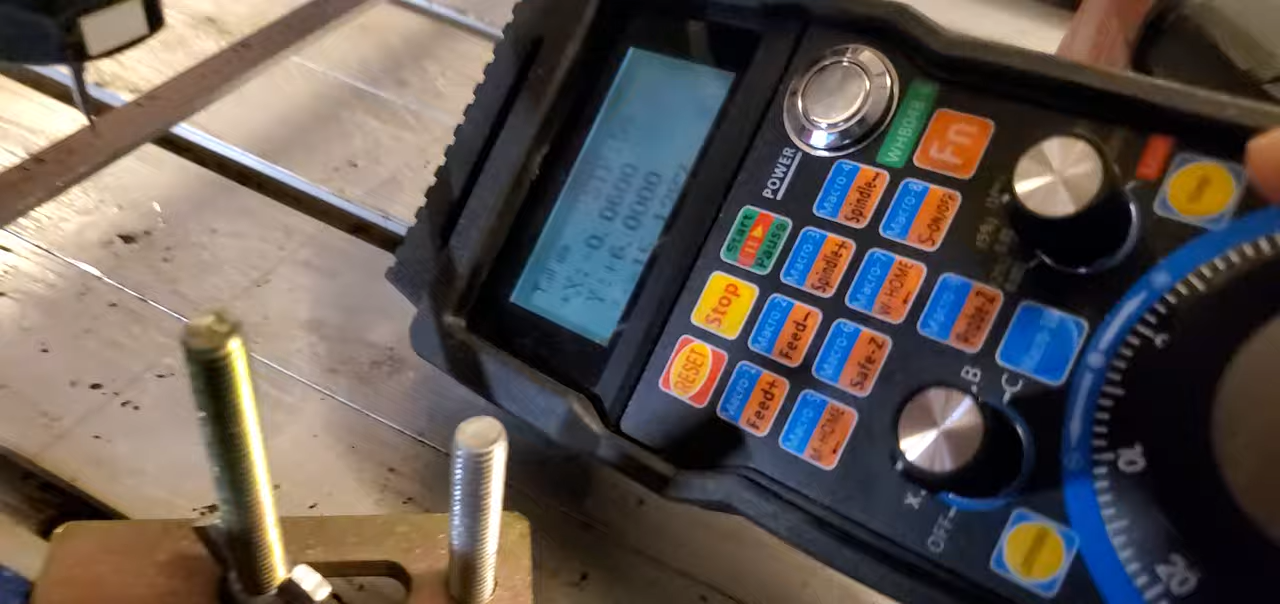 X: 0.0000
POWER
WHB04B
Fn
Macro-4
Spindle-
Macro-8
S-ON/OFF
Start
Pause
Macro-3
Spindle+
Macro-7
W-HOME
Probe-Z
Stop
Macro-2
Feed-
Macro-6
Safe-Z
RESET
Macro-1
Feed+
Macro-5
M-HOME
B
C
X
OFF
10
20